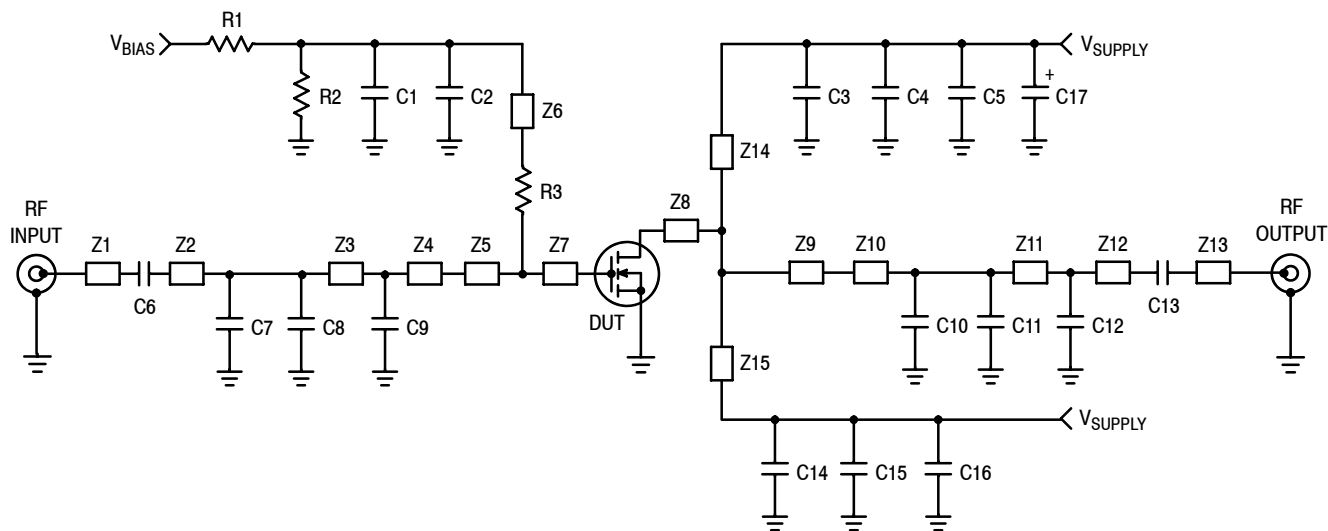 R1
V_BIAS
V_SUPPLY
R2
C1
C2
Z6
C3
C4
C5
+
C17
Z14
R3
RF
INPUT
Z8
RF
OUTPUT
Z1
Z2
Z3
Z4
Z5
Z7
Z9
Z10
Z11
Z12
Z13
C6
C13
C7
C8
C9
DUT
C10
C11
C12
Z15
V_SUPPLY
C14
C15
C16